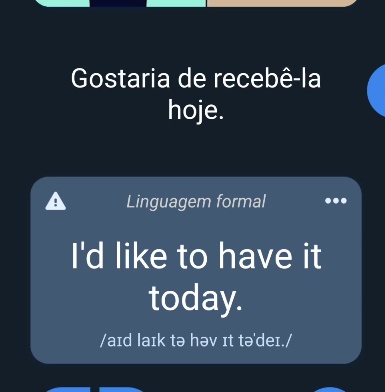 Gostaria de recebê-la
hoje.
Linguagem formal
I'd like to have it
today.
/aɪd laɪk tə həv ɪt tə'deɪ./